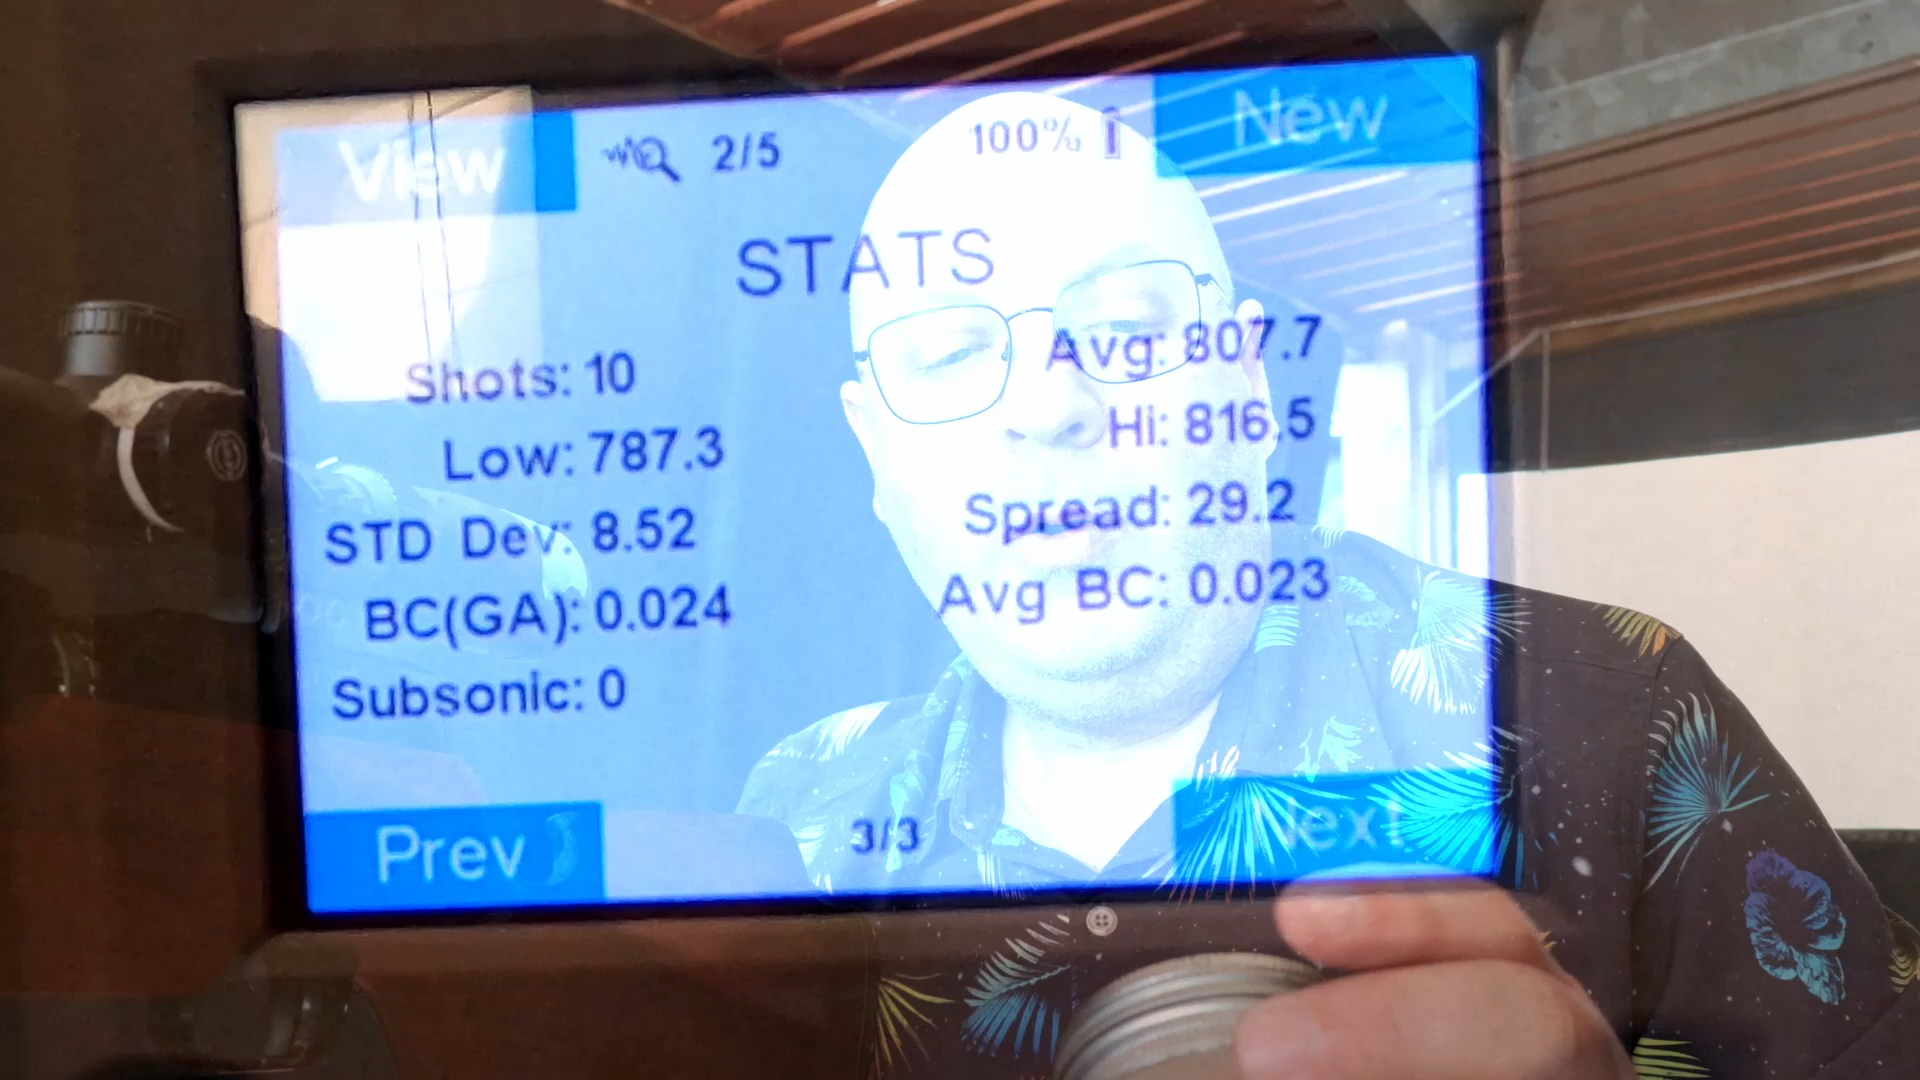 View 2/5 100% New
STATS
Shots: 10 Avg: 807.7
Low: 787.3 Hi: 816.5
STD Dev: 8.52 Spread: 29.2
BC(GA): 0.024 Avg BC: 0.023
Subsonic: 0
Prev 3/3 Next